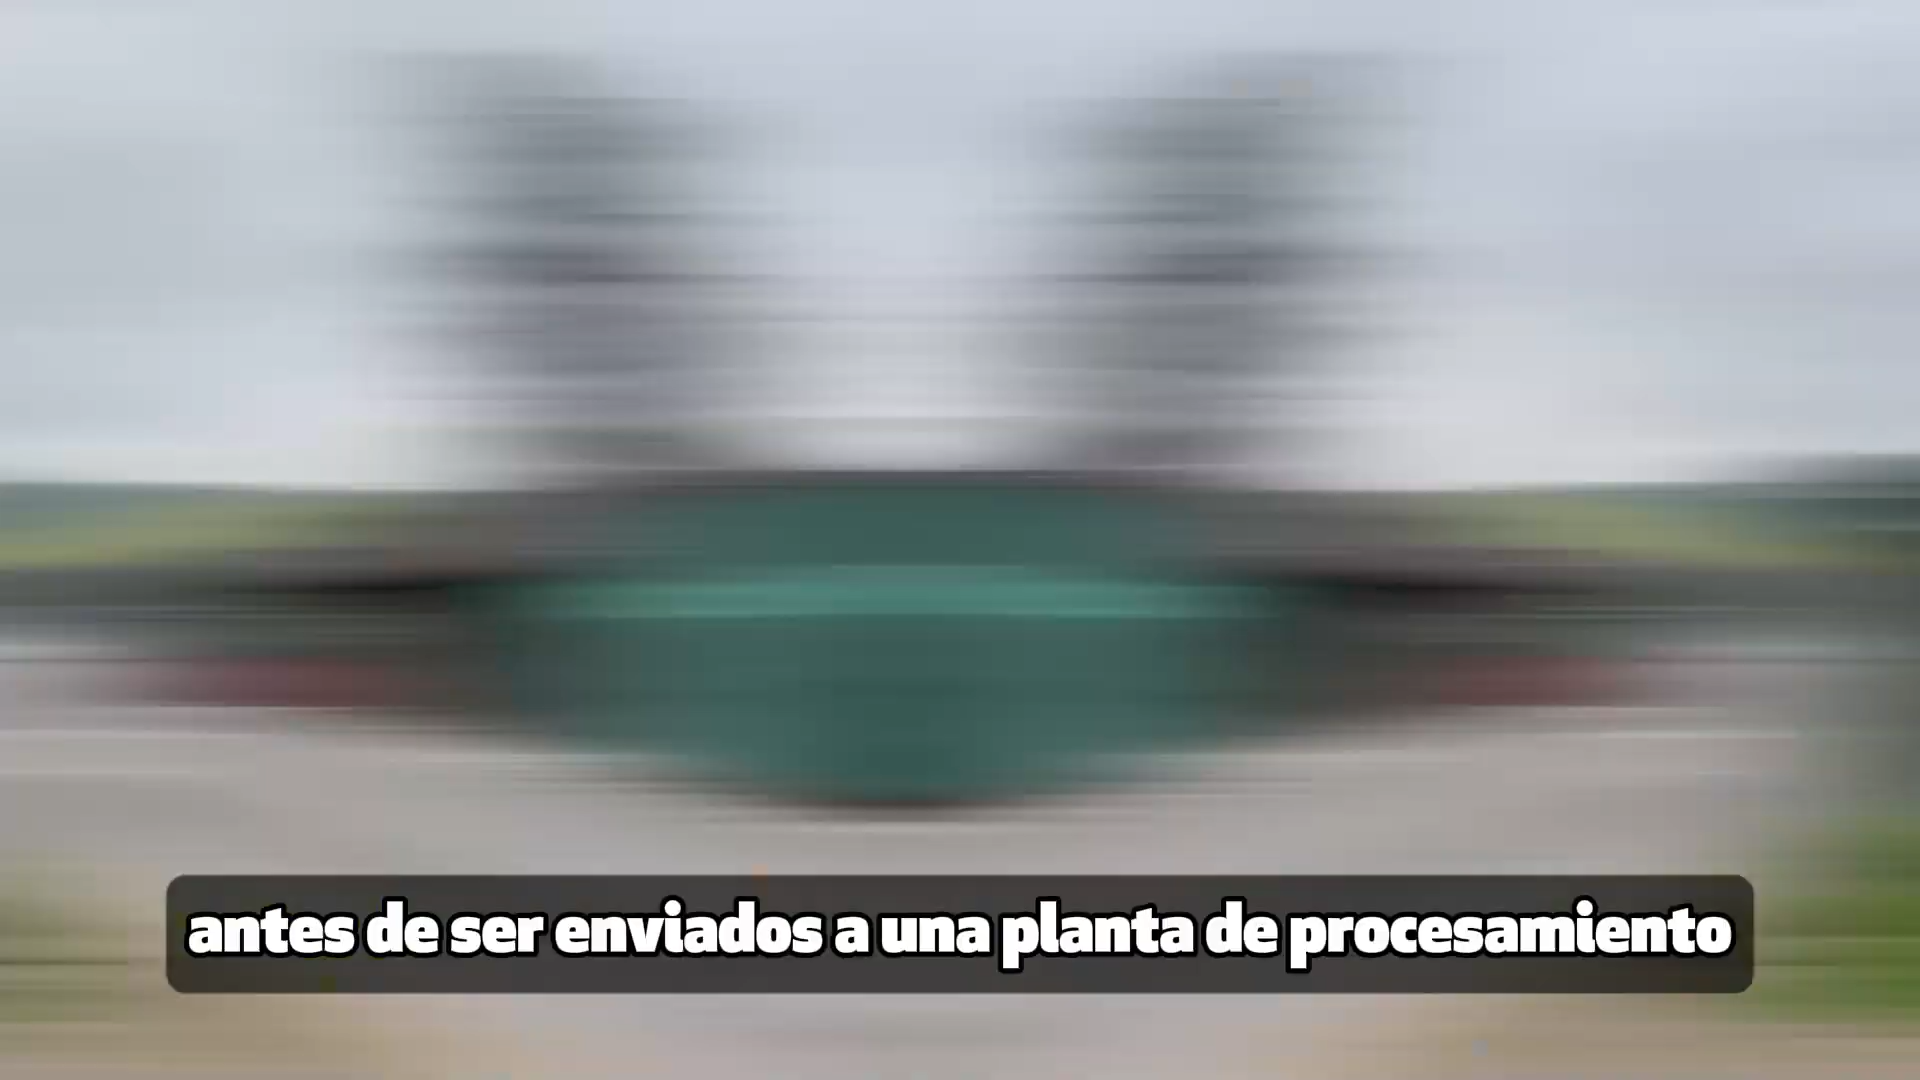 antes de ser enviados a una planta de procesamiento